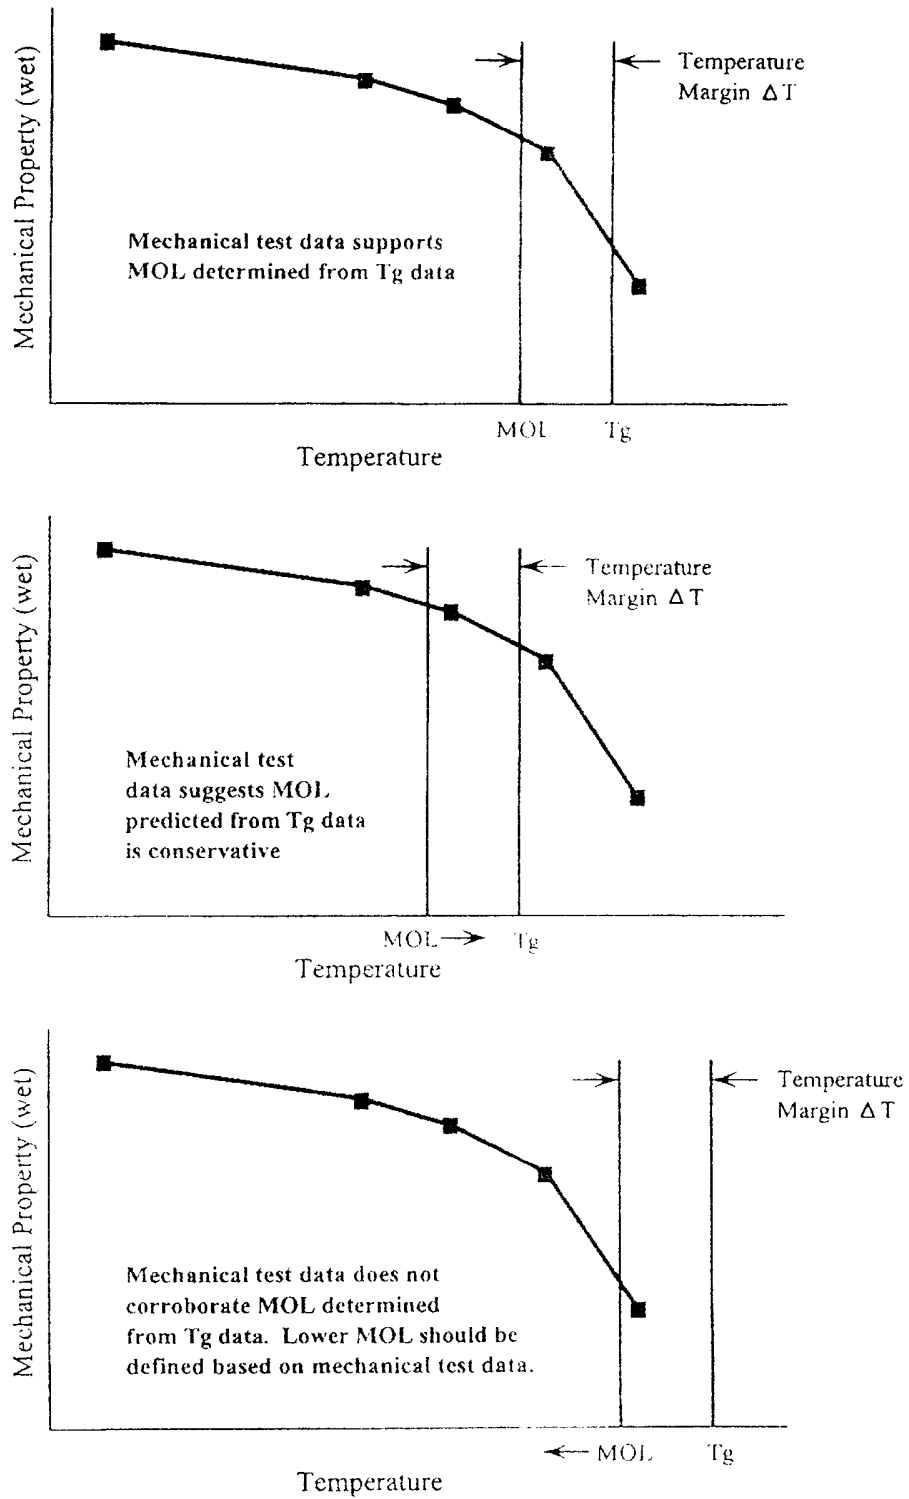 Mechanical Property (wet)
Temperature
Margin ΔT
Mechanical test data supports
MOL determined from Tg data
MOL
Tg
Temperature
Mechanical Property (wet)
Temperature
Margin ΔT
Mechanical test
data suggests MOL
predicted from Tg data
is conservative
MOL
Tg
Temperature
Mechanical Property (wet)
Temperature
Margin ΔT
Mechanical test data does not
corroborate MOL determined
from Tg data. Lower MOL should be
defined based on mechanical test data.
MOL
Tg
Temperature